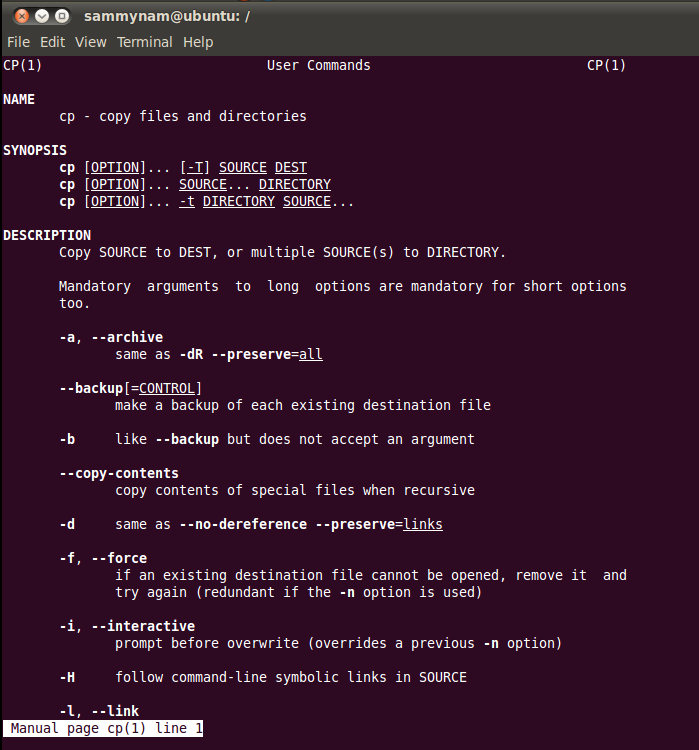 sammynam@ubuntu: /
File Edit View Terminal Help
CP(1) User Commands CP(1)
NAME
cp - copy files and directories
SYNOPSIS
cp [OPTION]... [-T] SOURCE DEST
cp [OPTION]... SOURCE... DIRECTORY
cp [OPTION]... -t DIRECTORY SOURCE...
DESCRIPTION
Copy SOURCE to DEST, or multiple SOURCE(s) to DIRECTORY.
Mandatory arguments to long options are mandatory for short options
too.
-a, --archive
same as -dR --preserve=all
--backup[=CONTROL]
make a backup of each existing destination file
-b like --backup but does not accept an argument
--copy-contents
copy contents of special files when recursive
-d same as --no-dereference --preserve=links
-f, --force
if an existing destination file cannot be opened, remove it and
try again (redundant if the -n option is used)
-i, --interactive
prompt before overwrite (overrides a previous -n option)
-H follow command-line symbolic links in SOURCE
-l, --link
Manual page cp(1) line 1